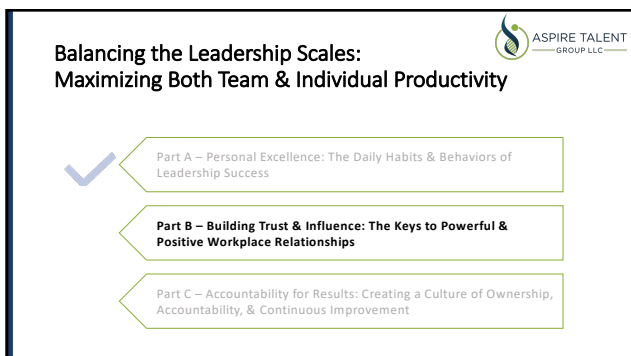 ASPIRE TALENT
GROUP LLC
Balancing the Leadership Scales:
Maximizing Both Team & Individual Productivity
Part A – Personal Excellence: The Daily Habits & Behaviors of
Leadership Success
Part B – Building Trust & Influence: The Keys to Powerful &
Positive Workplace Relationships
Part C – Accountability for Results: Creating a Culture of Ownership,
Accountability, & Continuous Improvement